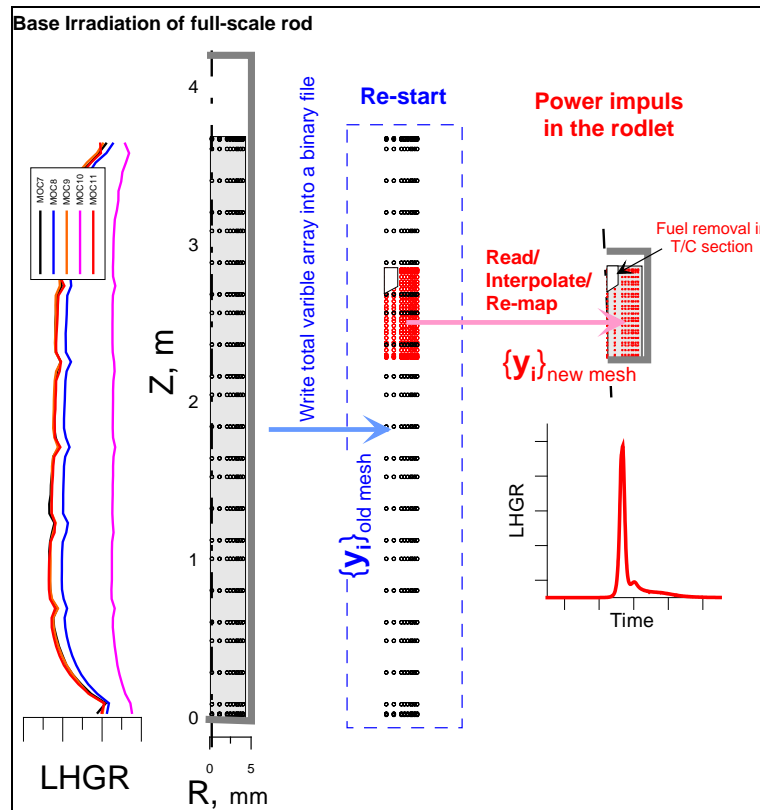 Base Irradiation of full-scale rod
Re-start
Power impuls
in the rodlet
Write total varible array into a binary file
Fuel removal in
T/C section
Read/
Interpolate/
Re-map
{yi}new mesh
{yi}old mesh
MOC7
MOC8
MOC9
MOC10
MOC11
Z, m
4
3
2
1
0
LHGR
0 5
R, mm
LHGR
Time